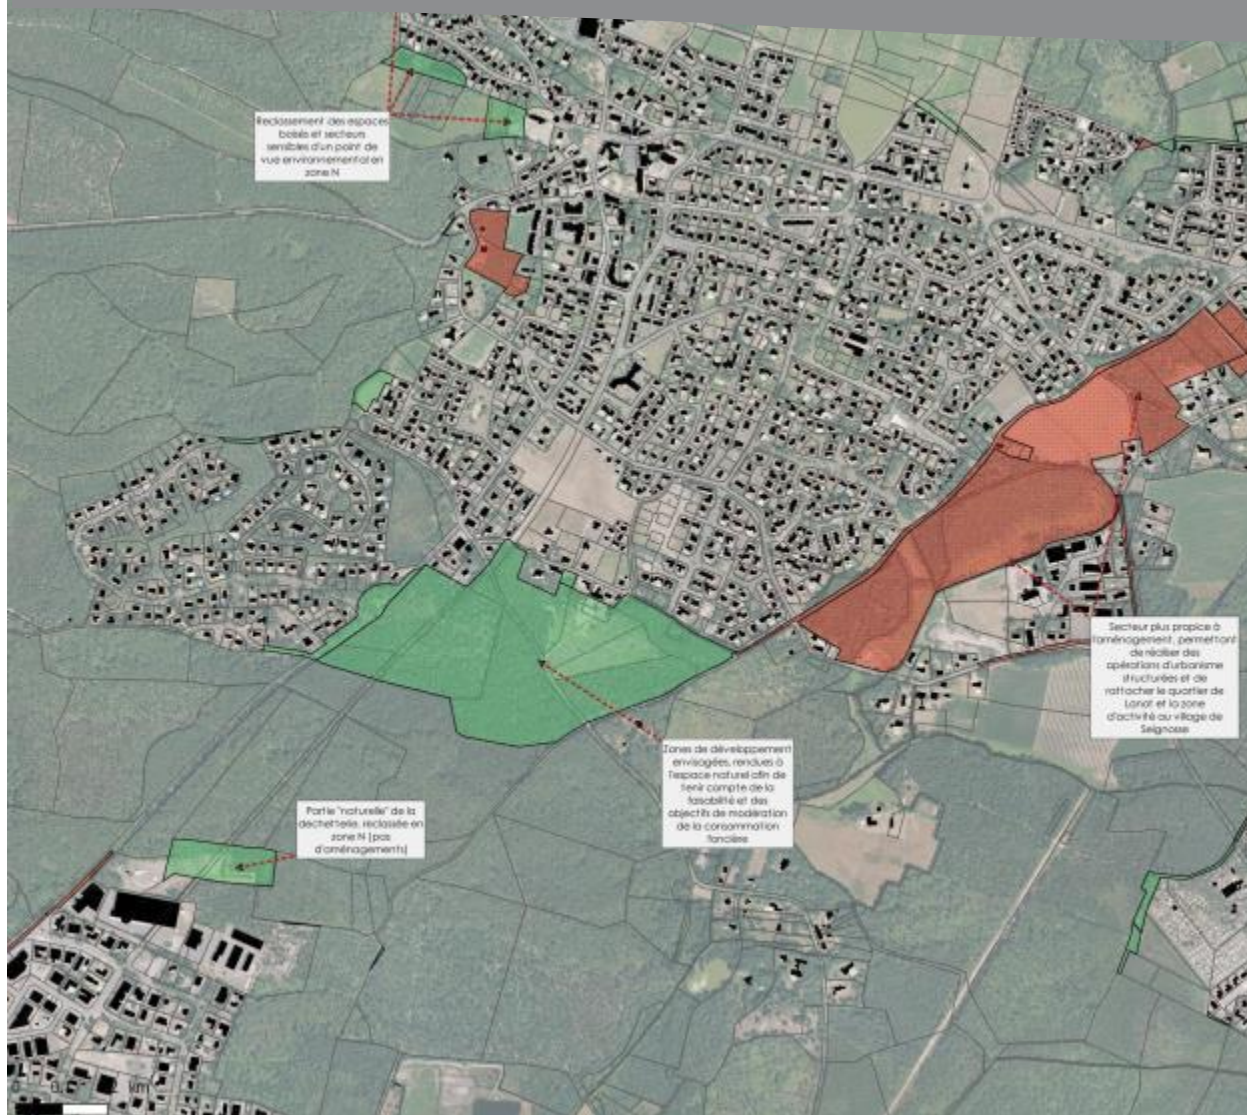 Reclassement des espaces
boisés et secteurs
sensibles d'un point de
vue environnemental en
zone N
Secteur plus propice à
l'aménagement, permettant
de réaliser des
opérations d'urbanisme
structurées et de
rattacher le quartier de
Loriot et la zone
d'activité au village de
Seignosse
Zones de développement
envisagées, rendues à
l'espace naturel afin de
tenir compte de la
faisabilité et des
objectifs de modération
de la consommation
foncière
Partie "naturelle" de la
déchetterie, reclassée en
zone N (pas
d'aménagements)
km